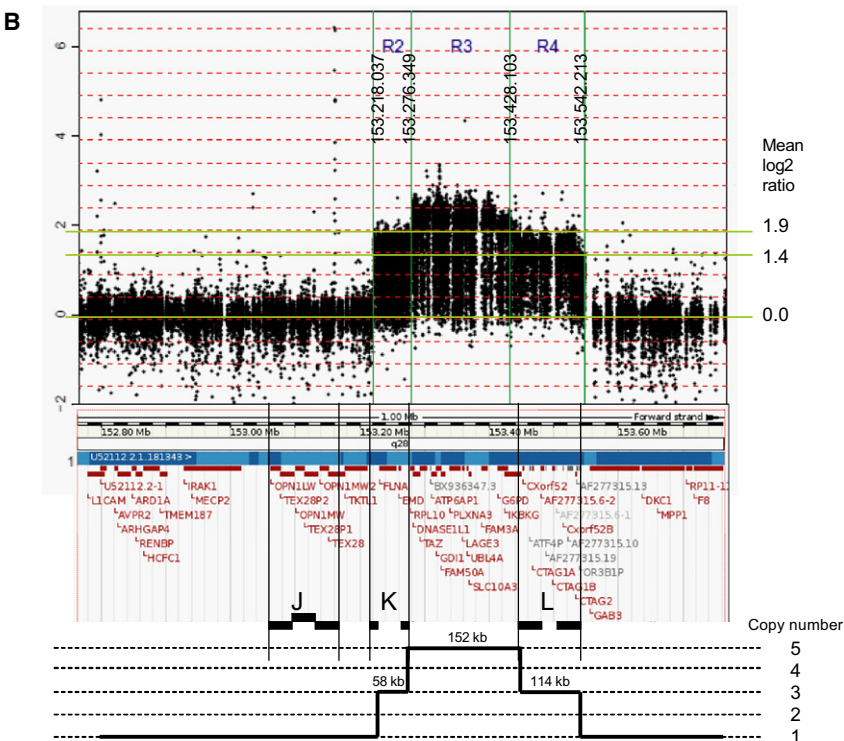 B
6
4
2
0
−2
R2 R3 R4
153.218.037
153.276.349
153.428.103
153.542.213
Mean
log2
ratio
1.9
1.4
0.0
1.00 Mb Forward strand
152.80 Mb 153.00 Mb 153.20 Mb 153.40 Mb 153.60 Mb
q28
1 U52112.2.1.181343 >
U52112.2-1 IRAK1 OPN1LW OPN1MW2 FLNA BX936347.3 CXorf52 AF277315.13 RP11-1
L1CAM ARD1A MECP2 TEX28P2 TKTL1 EMD ATP6AP1 G6PD AF277315.6-2 DKC1 F8
AVPR2 TMEM187 OPN1MW RPL10 PLXNA3 IKBKG AF277315.6-1 MPP1
ARHGAP4 TEX28P1 DNASE1L1 FAM3A CXorf52B
RENBP TEX28 TAZ LAGE3 ATF4P AF277315.10
HCFC1 GDI1 UBL4A AF277315.19
FAM50A CTAG1A OR3B1P
SLC10A3 CTAG1B
CTAG2
GAB3
J K L
Copy number
152 kb 5
4
58 kb 114 kb 3
2
1